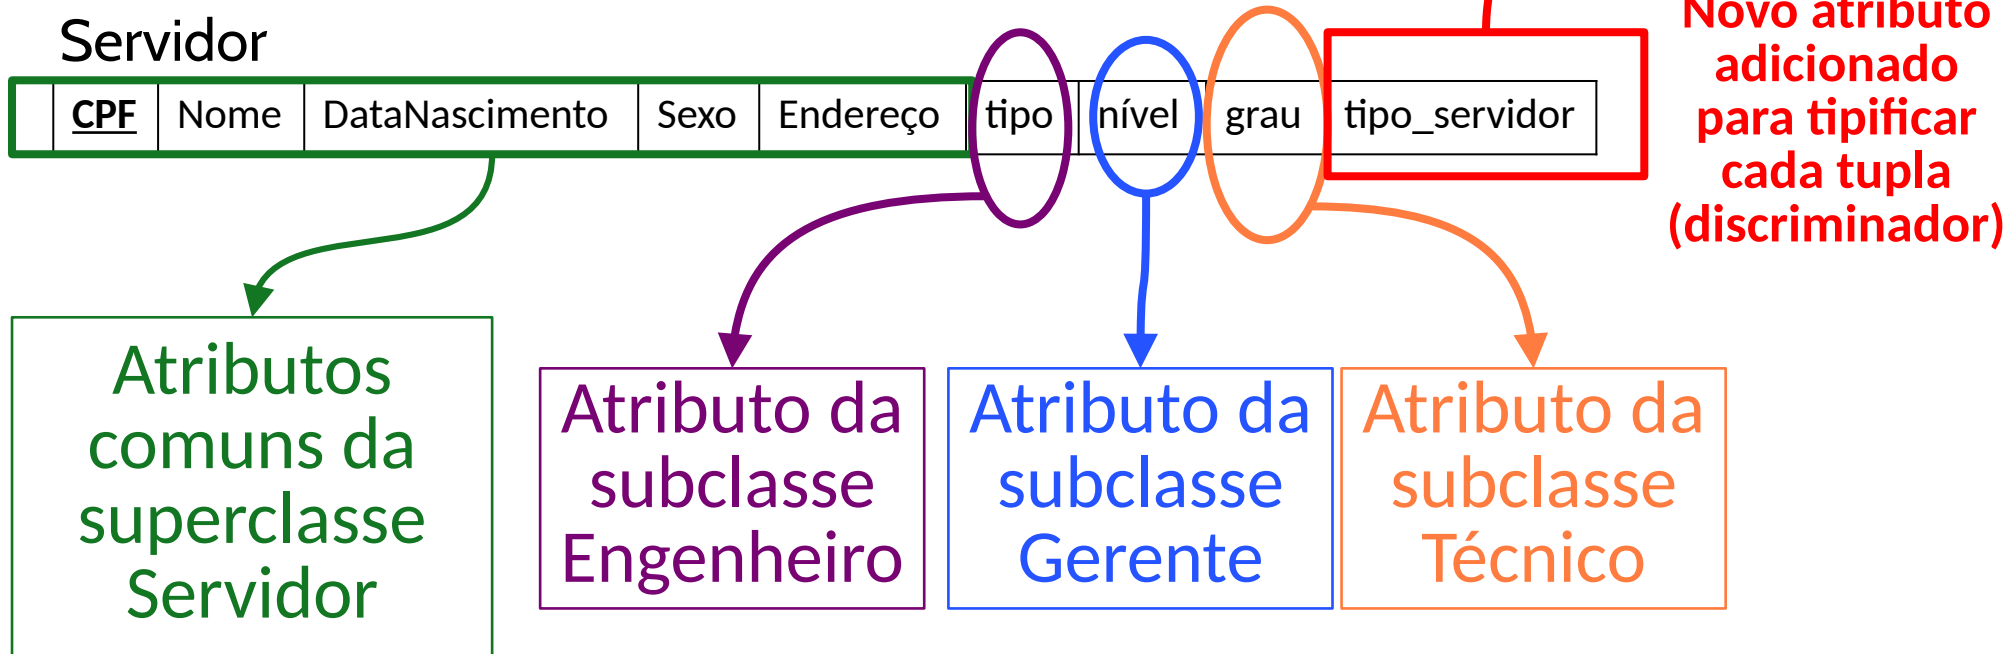 Servidor
CPF Nome DataNascimento Sexo Endereço tipo nível grau tipo_servidor
Novo atributo
adicionado
para tipificar
cada tupla
(discriminador)
Atributos
comuns da
superclasse
Servidor
Atributo da
subclasse
Engenheiro
Atributo da
subclasse
Gerente
Atributo da
subclasse
Técnico